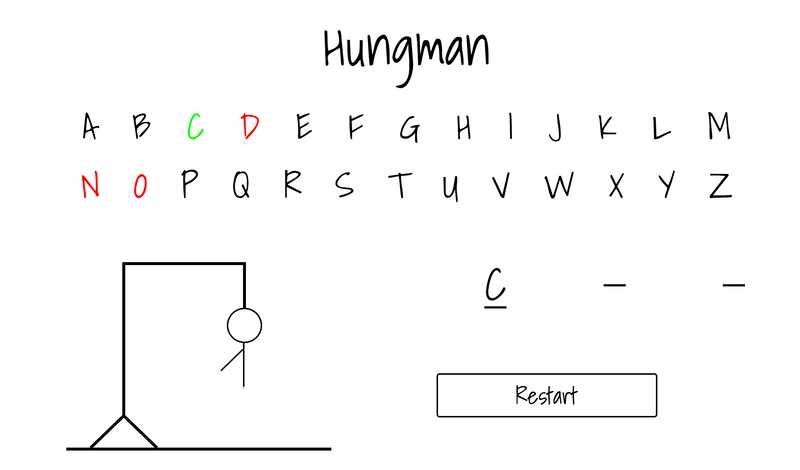 Hungman
A B C D E F G H I J K L M
N O P Q R S T U V W X Y Z
C _ _
Restart